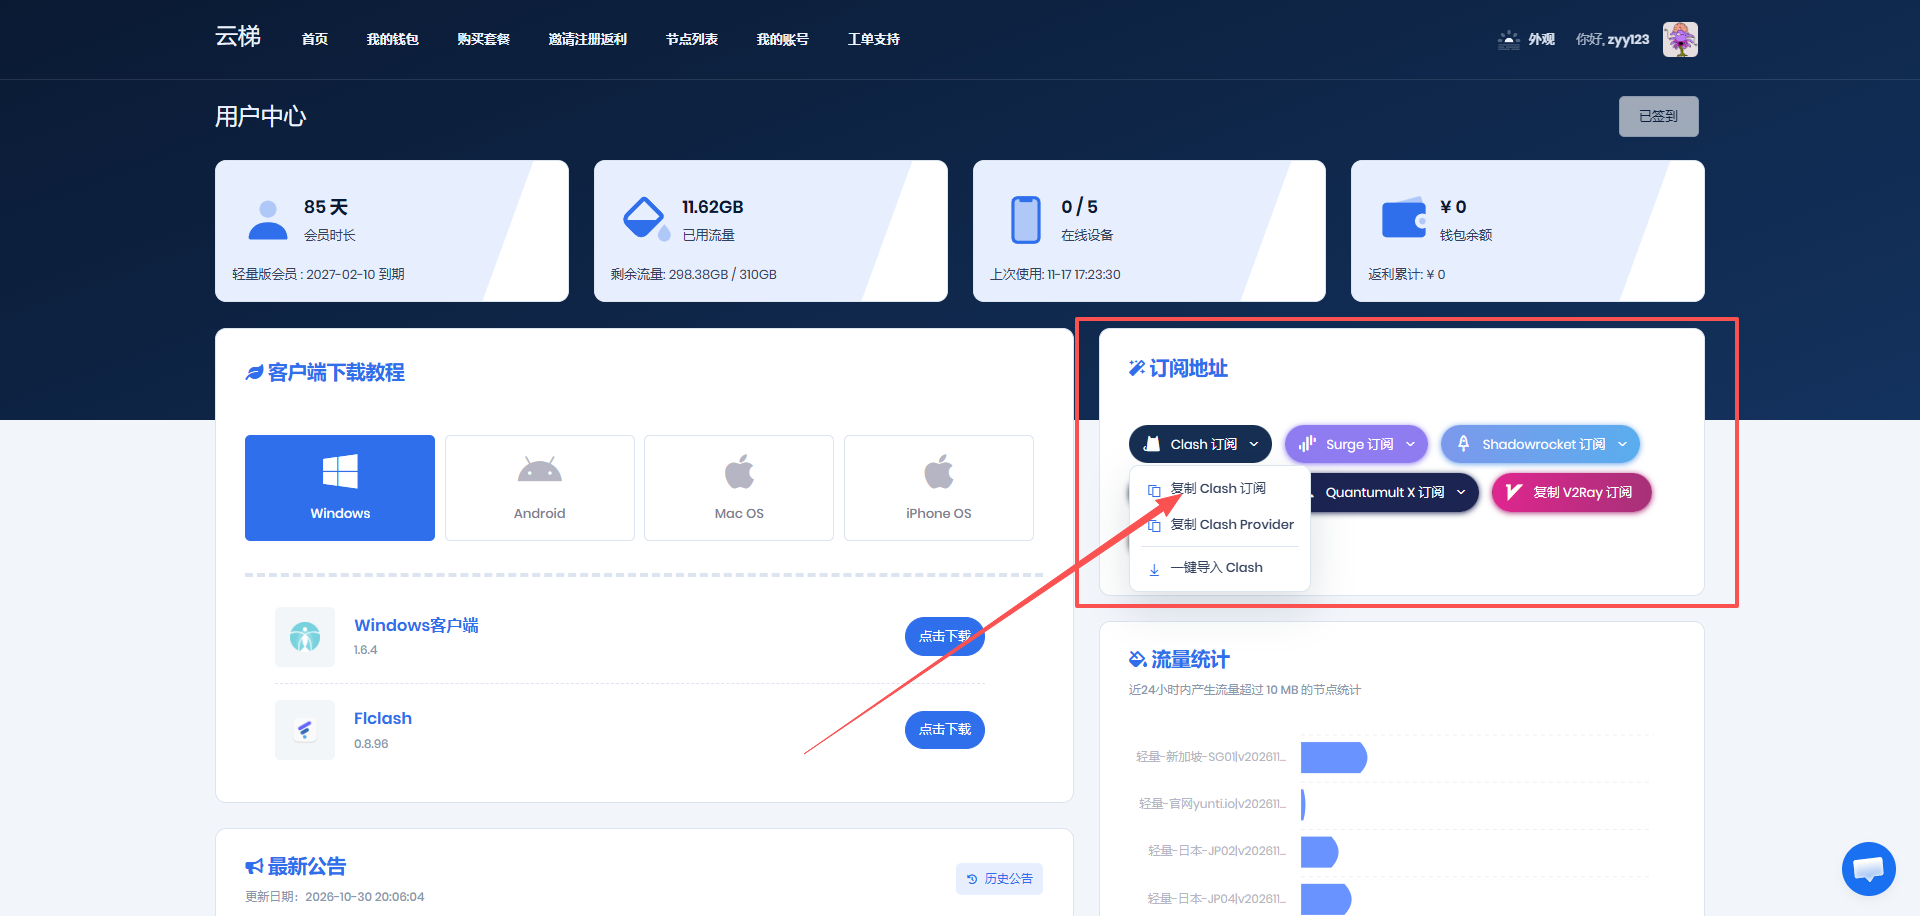 云梯
首页
我的钱包
购买套餐
邀请注册返利
节点列表
我的账号
工单支持
外观
你好, zyy123
用户中心
已签到
85 天
会员时长
轻量版会员 : 2027-02-10 到期
11.62GB
已用流量
剩余流量: 298.38GB / 310GB
0 / 5
在线设备
上次使用: 11-17 17:23:30
¥ 0
钱包余额
返利累计: ¥ 0
客户端下载教程
Windows
Android
Mac OS
iPhone OS
Windows客户端
1.6.4
点击下载
Flclash
0.8.96
点击下载
最新公告
更新日期：2026-10-30 20:06:04
历史公告
订阅地址
Clash 订阅
Surge 订阅
Shadowrocket 订阅
Quantumult X 订阅
复制 V2Ray 订阅
复制 Clash 订阅
复制 Clash Provider
一键导入 Clash
流量统计
近24小时内产生流量超过 10 MB 的节点统计
轻量-新加坡-SG01|v202611...
轻量-官网yunti.io|v202611...
轻量-日本-JP02|v202611...
轻量-日本-JP04|v202611...